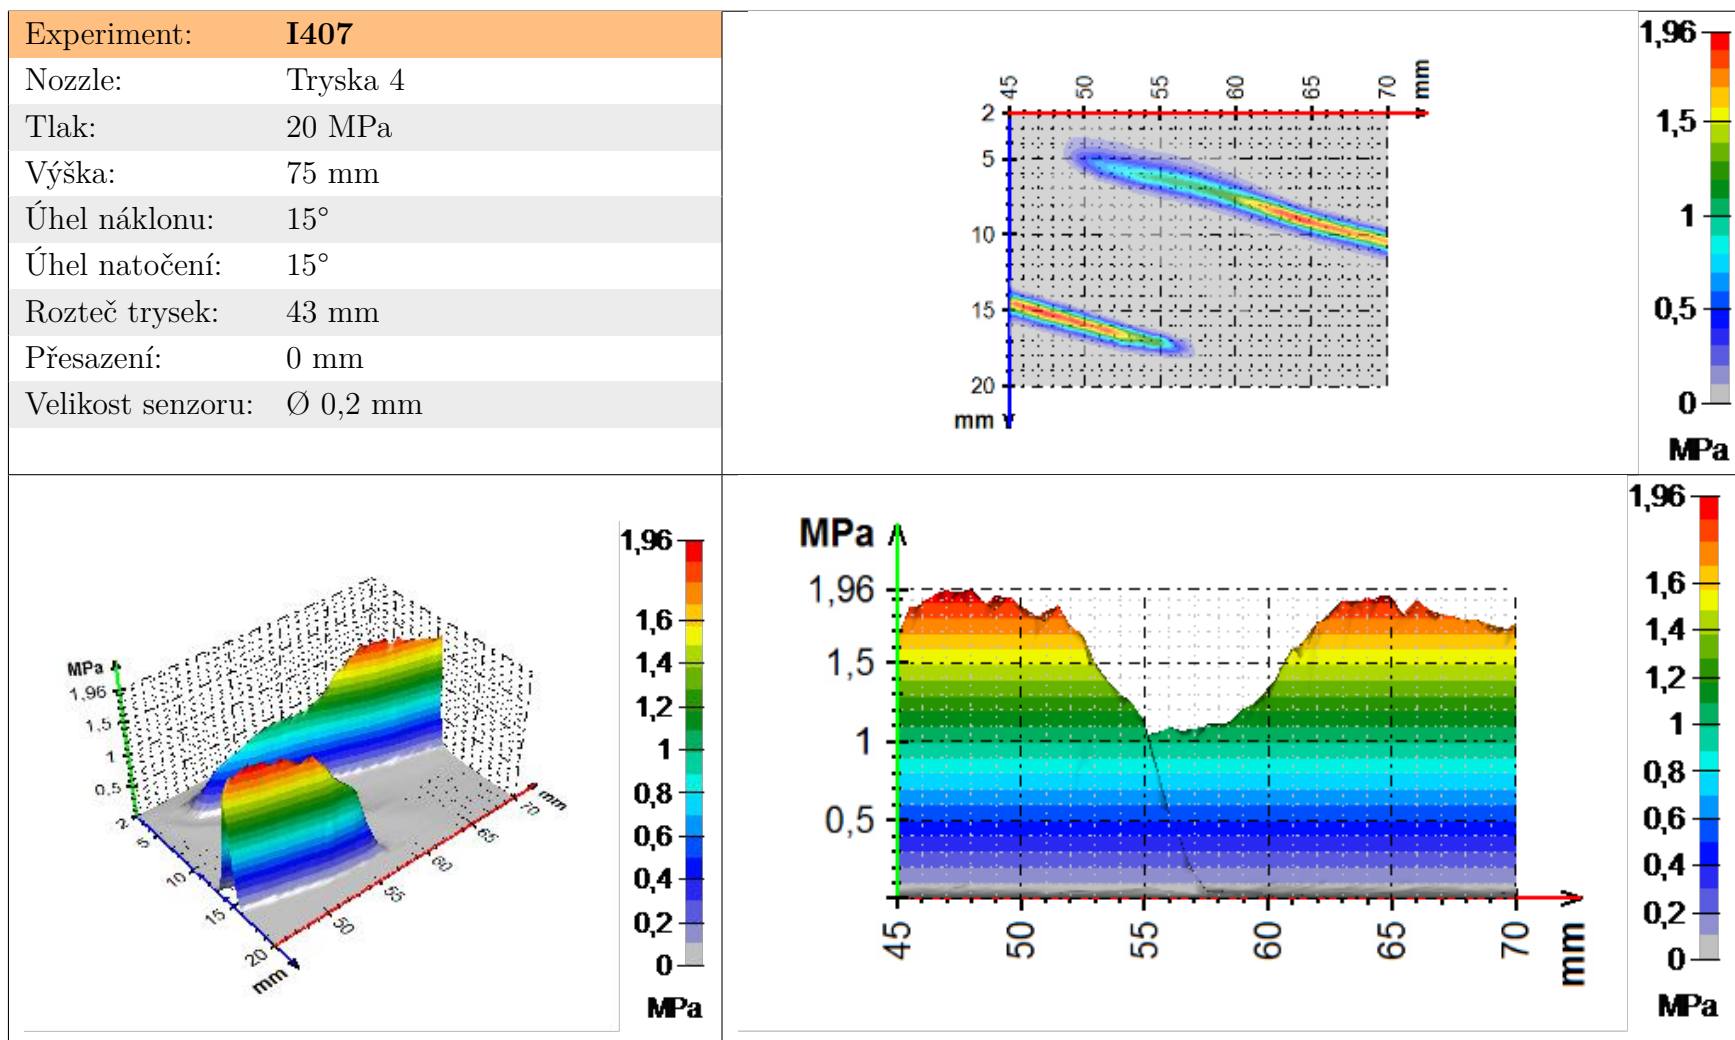 Experiment: I407
Nozzle: Tryska 4
Tlak: 20 MPa
Výška: 75 mm
Úhel náklonu: 15°
Úhel natočení: 15°
Rozteč trysek: 43 mm
Přesazení: 0 mm
Velikost senzoru: Ø 0,2 mm
45 50 55 60 65 70 mm
2
5
10
15
20
mm
1,96
1,5
1
0,5
0
MPa
MPa
1,96
1,5
1
0,5
2
5
10
15
20
mm
50
55
60
65
70
mm
1,96
1,6
1,4
1,2
1
0,8
0,6
0,4
0,2
0
MPa
MPa
1,96
1,5
1
0,5
45 50 55 60 65 70 mm
1,96
1,6
1,4
1,2
1
0,8
0,6
0,4
0,2
0
MPa